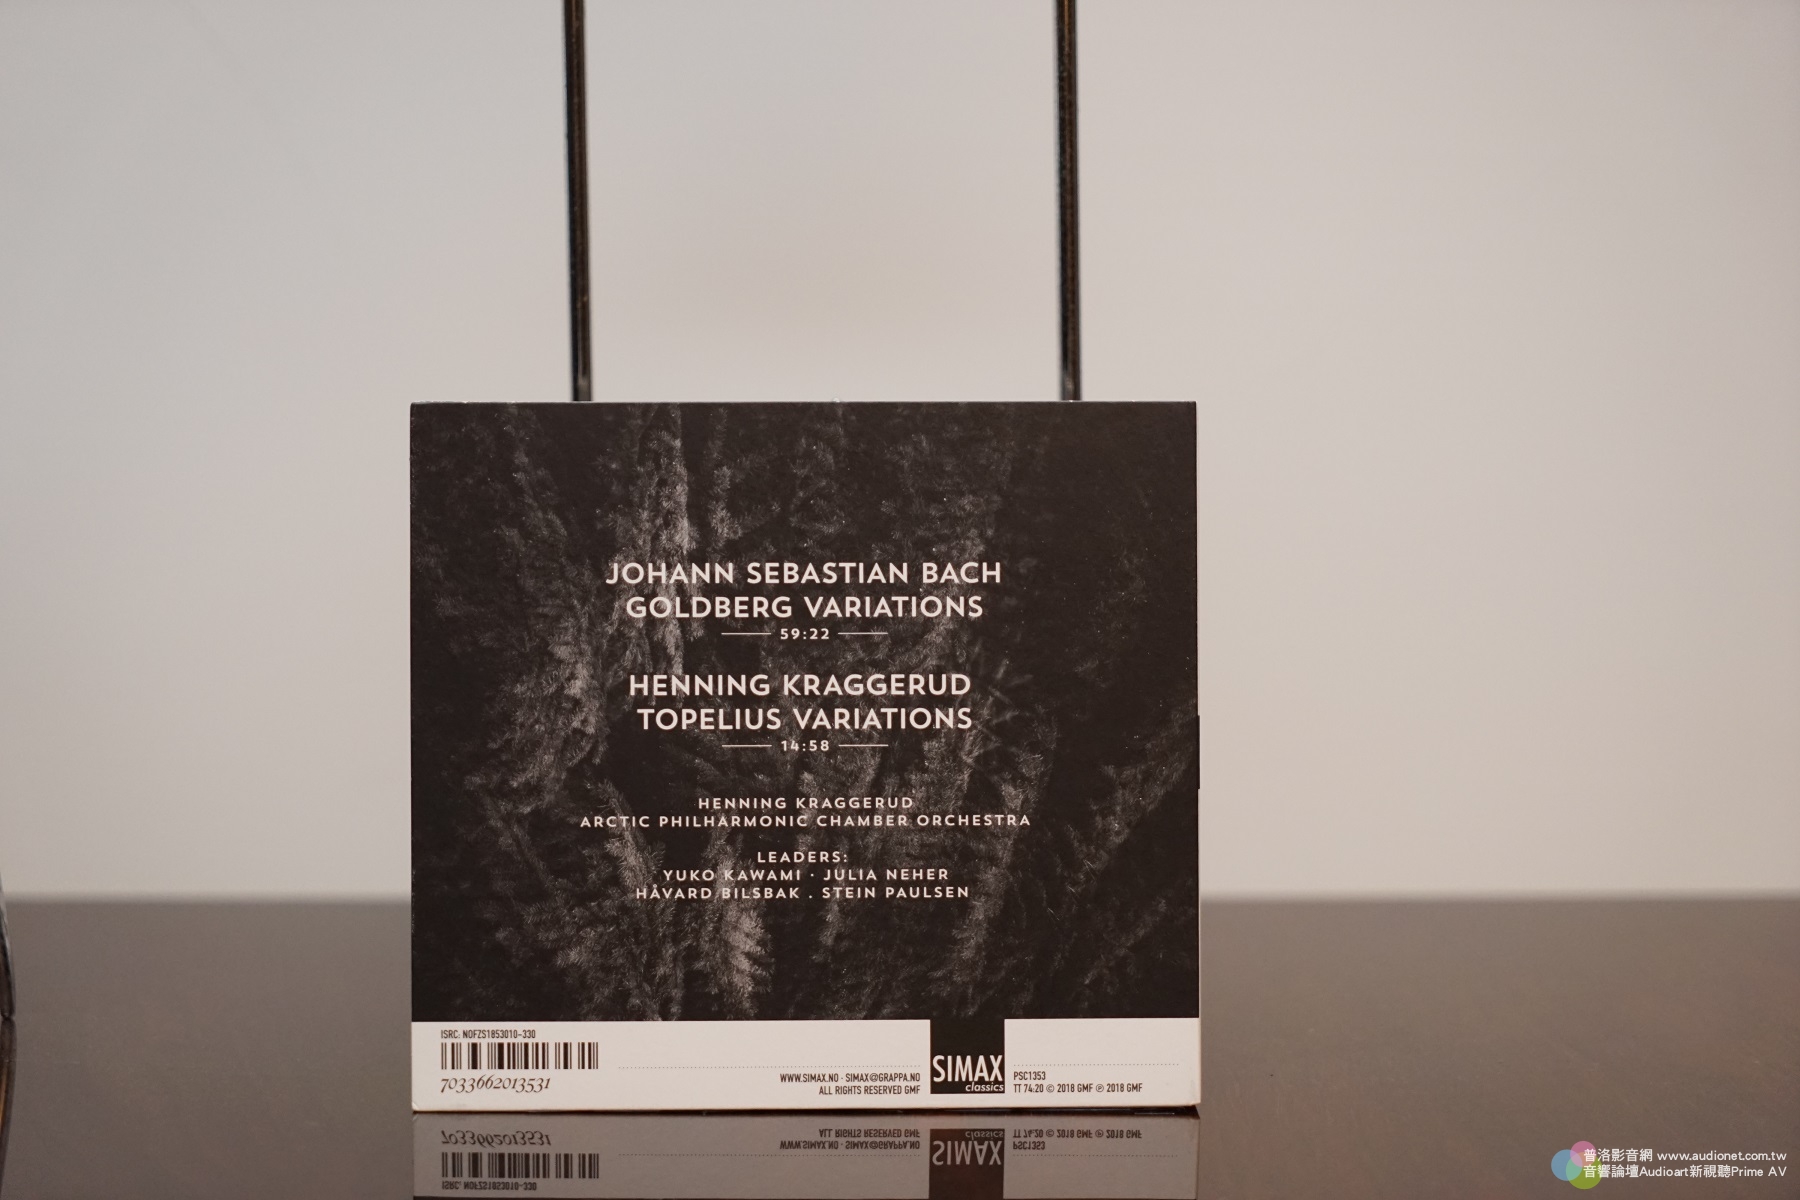 JOHANN SEBASTIAN BACH
GOLDBERG VARIATIONS
59:22
HENNING KRAGGERUD
TOPELIUS VARIATIONS
14:58
HENNING KRAGGERUD
ARCTIC PHILHARMONIC CHAMBER ORCHESTRA
LEADERS:
YUKO KAWAMI · JULIA NEHER
HÅVARD BILSBAK . STEIN PAULSEN
ISRC: NOFZS1853010-330
7033662013531
WWW.SIMAX.NO · SIMAX@GRAPPA.NO
ALL RIGHTS RESERVED GMF
SIMAX
classics
PSC1353
TT 74:20 © 2018 GMF ℗ 2018 GMF
普洛影音網 www.audionet.com.tw
音響論壇Audioart新視聽Prime AV